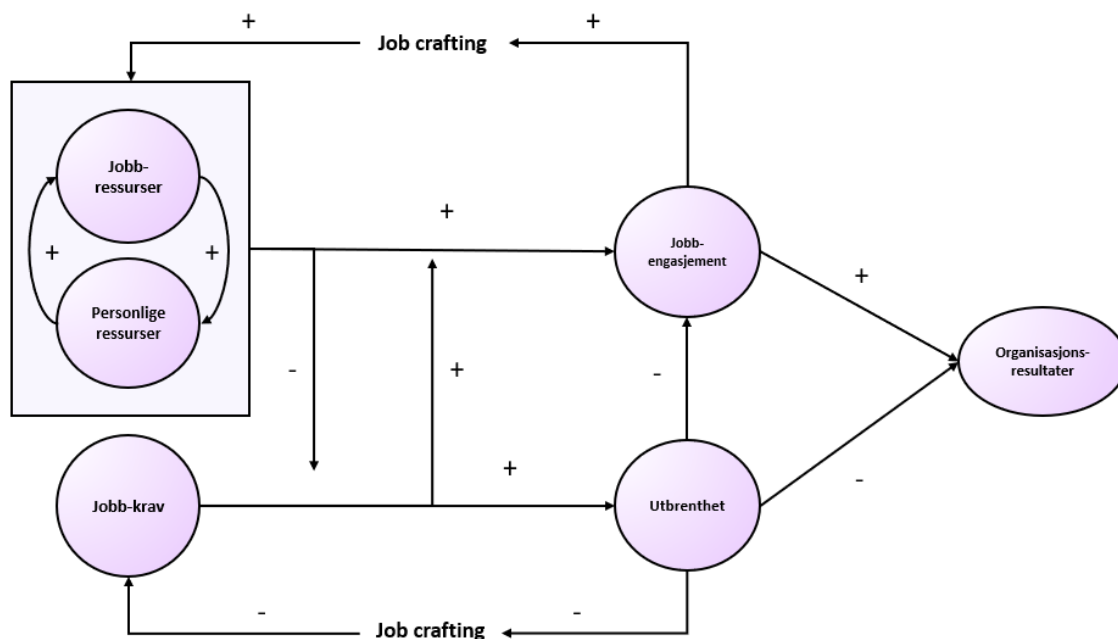 +
+
Job crafting
Jobb-
ressurser
+
+
+
Personlige
ressurser
Jobb-
engasjement
+
-
+
-
Organisasjons-
resultater
+
Jobb-krav
Utbrenthet
-
-
-
Job crafting